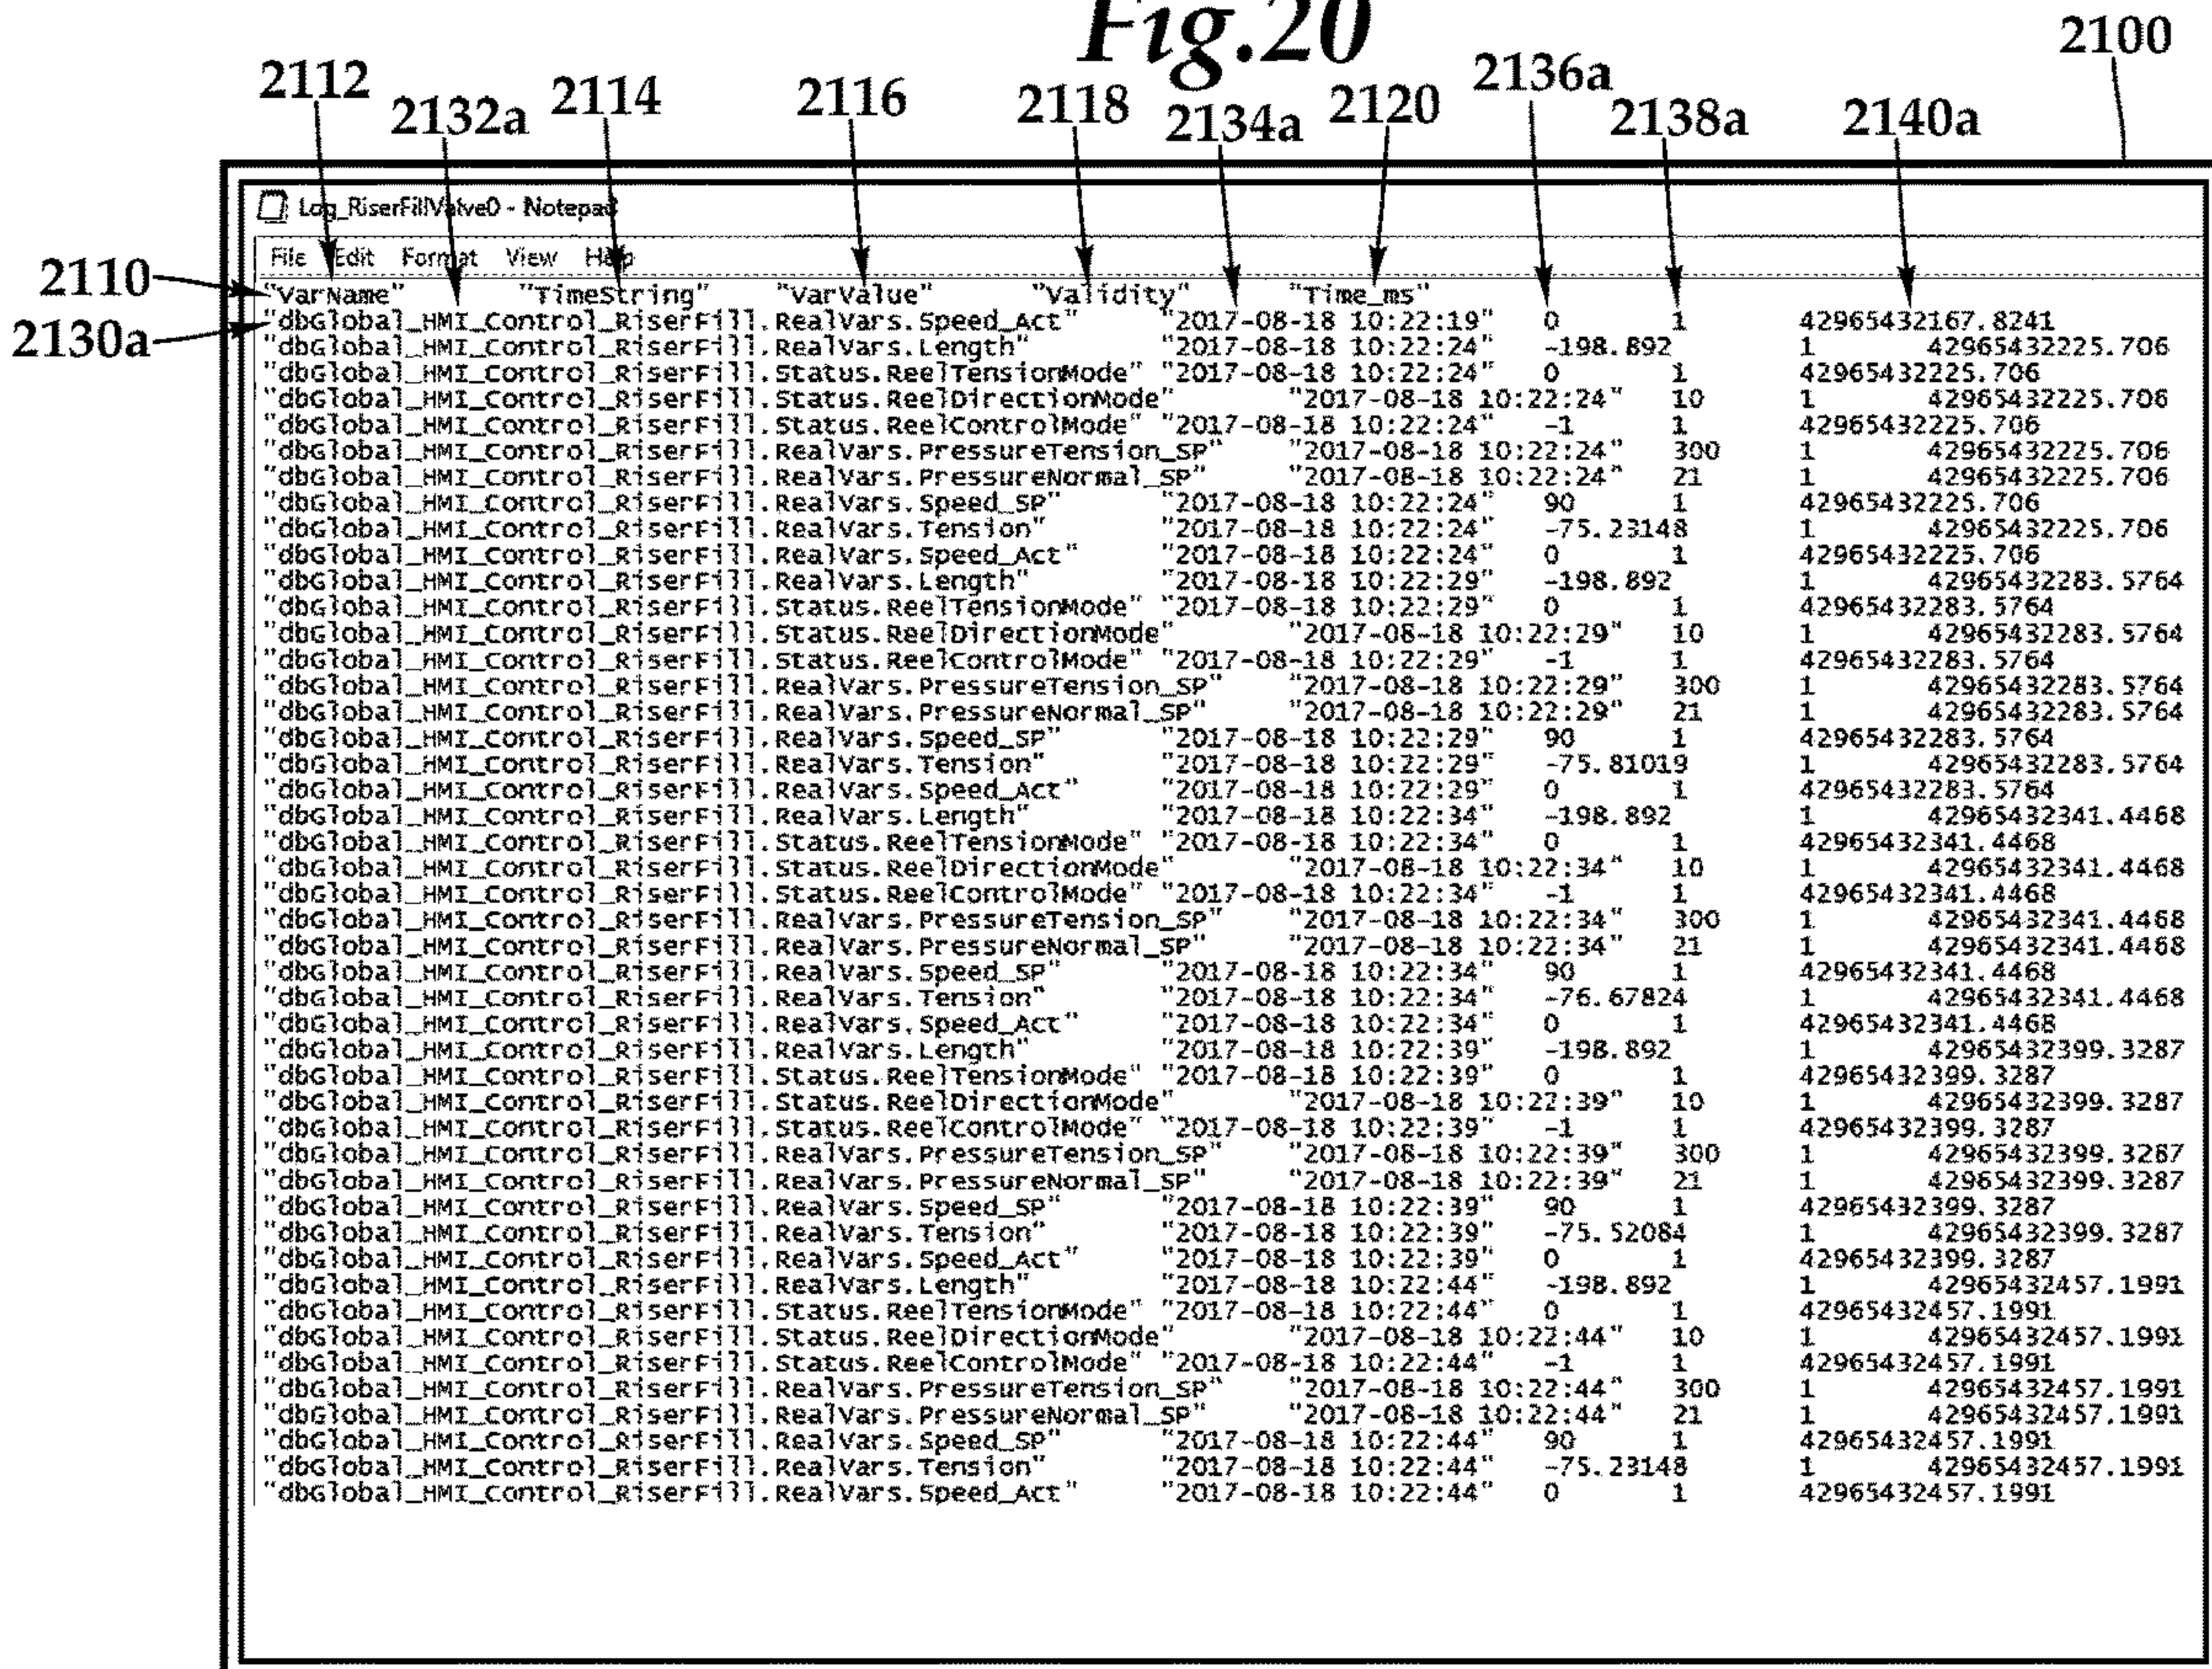 Fig.20
2100
2112 2132a 2114 2116 2118 2134a 2120 2136a 2138a 2140a
Log_RiserFillValve0 - Notepad
File Edit Format View Help
2110
2130a
"VarName" "TimeString" "VarValue" "Validity" "Time_ms"
"dbGlobal_HMI_Control_RiserFill.RealVars.Speed_Act" "2017-08-18 10:22:19" 0 1 42965432167.8241
"dbGlobal_HMI_Control_RiserFill.RealVars.Length" "2017-08-18 10:22:24" -198.892 1 42965432225.706
"dbGlobal_HMI_Control_RiserFill.Status.ReelTensionMode" "2017-08-18 10:22:24" 0 1 42965432225.706
"dbGlobal_HMI_Control_RiserFill.Status.ReelDirectionMode" "2017-08-18 10:22:24" 10 1 42965432225.706
"dbGlobal_HMI_Control_RiserFill.Status.ReelControlMode" "2017-08-18 10:22:24" -1 1 42965432225.706
"dbGlobal_HMI_Control_RiserFill.RealVars.PressureTension_SP" "2017-08-18 10:22:24" 300 1 42965432225.706
"dbGlobal_HMI_Control_RiserFill.RealVars.PressureNormal_SP" "2017-08-18 10:22:24" 21 1 42965432225.706
"dbGlobal_HMI_Control_RiserFill.RealVars.Speed_SP" "2017-08-18 10:22:24" 90 1 42965432225.706
"dbGlobal_HMI_Control_RiserFill.RealVars.Tension" "2017-08-18 10:22:24" -75.23148 1 42965432225.706
"dbGlobal_HMI_Control_RiserFill.RealVars.Speed_Act" "2017-08-18 10:22:24" 0 1 42965432225.706
"dbGlobal_HMI_Control_RiserFill.RealVars.Length" "2017-08-18 10:22:29" -198.892 1 42965432283.5764
"dbGlobal_HMI_Control_RiserFill.Status.ReelTensionMode" "2017-08-18 10:22:29" 0 1 42965432283.5764
"dbGlobal_HMI_Control_RiserFill.Status.ReelDirectionMode" "2017-08-18 10:22:29" 10 1 42965432283.5764
"dbGlobal_HMI_Control_RiserFill.Status.ReelControlMode" "2017-08-18 10:22:29" -1 1 42965432283.5764
"dbGlobal_HMI_Control_RiserFill.RealVars.PressureTension_SP" "2017-08-18 10:22:29" 300 1 42965432283.5764
"dbGlobal_HMI_Control_RiserFill.RealVars.PressureNormal_SP" "2017-08-18 10:22:29" 21 1 42965432283.5764
"dbGlobal_HMI_Control_RiserFill.RealVars.Speed_SP" "2017-08-18 10:22:29" 90 1 42965432283.5764
"dbGlobal_HMI_Control_RiserFill.RealVars.Tension" "2017-08-18 10:22:29" -75.81019 1 42965432283.5764
"dbGlobal_HMI_Control_RiserFill.RealVars.Speed_Act" "2017-08-18 10:22:29" 0 1 42965432283.5764
"dbGlobal_HMI_Control_RiserFill.RealVars.Length" "2017-08-18 10:22:34" -198.892 1 42965432341.4468
"dbGlobal_HMI_Control_RiserFill.Status.ReelTensionMode" "2017-08-18 10:22:34" 0 1 42965432341.4468
"dbGlobal_HMI_Control_RiserFill.Status.ReelDirectionMode" "2017-08-18 10:22:34" 10 1 42965432341.4468
"dbGlobal_HMI_Control_RiserFill.Status.ReelControlMode" "2017-08-18 10:22:34" -1 1 42965432341.4468
"dbGlobal_HMI_Control_RiserFill.RealVars.PressureTension_SP" "2017-08-18 10:22:34" 300 1 42965432341.4468
"dbGlobal_HMI_Control_RiserFill.RealVars.PressureNormal_SP" "2017-08-18 10:22:34" 21 1 42965432341.4468
"dbGlobal_HMI_Control_RiserFill.RealVars.Speed_SP" "2017-08-18 10:22:34" 90 1 42965432341.4468
"dbGlobal_HMI_Control_RiserFill.RealVars.Tension" "2017-08-18 10:22:34" -76.67824 1 42965432341.4468
"dbGlobal_HMI_Control_RiserFill.RealVars.Speed_Act" "2017-08-18 10:22:34" 0 1 42965432341.4468
"dbGlobal_HMI_Control_RiserFill.RealVars.Length" "2017-08-18 10:22:39" -198.892 1 42965432399.3287
"dbGlobal_HMI_Control_RiserFill.Status.ReelTensionMode" "2017-08-18 10:22:39" 0 1 42965432399.3287
"dbGlobal_HMI_Control_RiserFill.Status.ReelDirectionMode" "2017-08-18 10:22:39" 10 1 42965432399.3287
"dbGlobal_HMI_Control_RiserFill.Status.ReelControlMode" "2017-08-18 10:22:39" -1 1 42965432399.3287
"dbGlobal_HMI_Control_RiserFill.RealVars.PressureTension_SP" "2017-08-18 10:22:39" 300 1 42965432399.3287
"dbGlobal_HMI_Control_RiserFill.RealVars.PressureNormal_SP" "2017-08-18 10:22:39" 21 1 42965432399.3287
"dbGlobal_HMI_Control_RiserFill.RealVars.Speed_SP" "2017-08-18 10:22:39" 90 1 42965432399.3287
"dbGlobal_HMI_Control_RiserFill.RealVars.Tension" "2017-08-18 10:22:39" -75.52084 1 42965432399.3287
"dbGlobal_HMI_Control_RiserFill.RealVars.Speed_Act" "2017-08-18 10:22:39" 0 1 42965432399.3287
"dbGlobal_HMI_Control_RiserFill.RealVars.Length" "2017-08-18 10:22:44" -198.892 1 42965432457.1991
"dbGlobal_HMI_Control_RiserFill.Status.ReelTensionMode" "2017-08-18 10:22:44" 0 1 42965432457.1991
"dbGlobal_HMI_Control_RiserFill.Status.ReelDirectionMode" "2017-08-18 10:22:44" 10 1 42965432457.1991
"dbGlobal_HMI_Control_RiserFill.Status.ReelControlMode" "2017-08-18 10:22:44" -1 1 42965432457.1991
"dbGlobal_HMI_Control_RiserFill.RealVars.PressureTension_SP" "2017-08-18 10:22:44" 300 1 42965432457.1991
"dbGlobal_HMI_Control_RiserFill.RealVars.PressureNormal_SP" "2017-08-18 10:22:44" 21 1 42965432457.1991
"dbGlobal_HMI_Control_RiserFill.RealVars.Speed_SP" "2017-08-18 10:22:44" 90 1 42965432457.1991
"dbGlobal_HMI_Control_RiserFill.RealVars.Tension" "2017-08-18 10:22:44" -75.23148 1 42965432457.1991
"dbGlobal_HMI_Control_RiserFill.RealVars.Speed_Act" "2017-08-18 10:22:44" 0 1 42965432457.1991